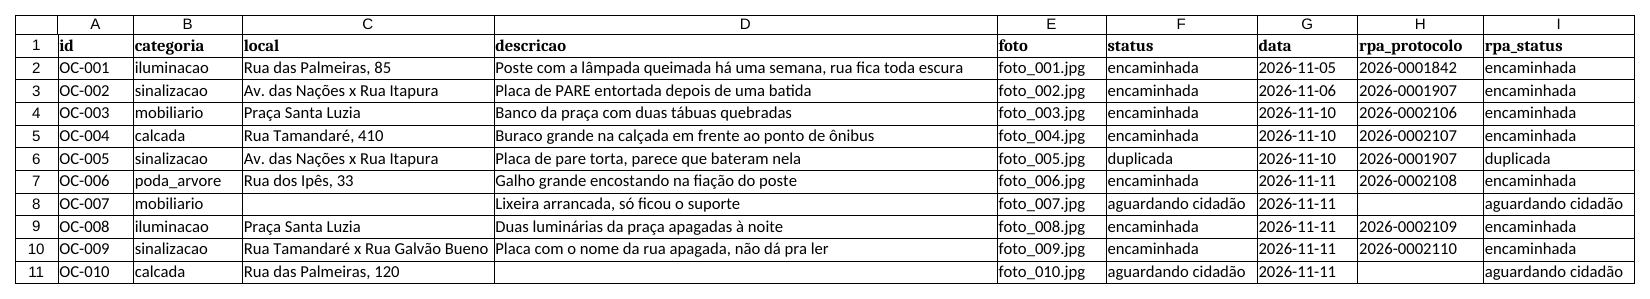 A B C D E F G H I
1 id categoria local descricao foto status data rpa_protocolo rpa_status
2 OC-001 iluminacao Rua das Palmeiras, 85 Poste com a lâmpada queimada há uma semana, rua fica toda escura foto_001.jpg encaminhada 2026-11-05 2026-0001842 encaminhada
3 OC-002 sinalizacao Av. das Nações x Rua Itapura Placa de PARE entortada depois de uma batida foto_002.jpg encaminhada 2026-11-06 2026-0001907 encaminhada
4 OC-003 mobiliario Praça Santa Luzia Banco da praça com duas tábuas quebradas foto_003.jpg encaminhada 2026-11-10 2026-0002106 encaminhada
5 OC-004 calcada Rua Tamandaré, 410 Buraco grande na calçada em frente ao ponto de ônibus foto_004.jpg encaminhada 2026-11-10 2026-0002107 encaminhada
6 OC-005 sinalizacao Av. das Nações x Rua Itapura Placa de pare torta, parece que bateram nela foto_005.jpg duplicada 2026-11-10 2026-0001907 duplicada
7 OC-006 poda_arvore Rua dos Ipês, 33 Galho grande encostando na fiação do poste foto_006.jpg encaminhada 2026-11-11 2026-0002108 encaminhada
8 OC-007 mobiliario Lixeira arrancada, só ficou o suporte foto_007.jpg aguardando cidadão 2026-11-11 aguardando cidadão
9 OC-008 iluminacao Praça Santa Luzia Duas luminárias da praça apagadas à noite foto_008.jpg encaminhada 2026-11-11 2026-0002109 encaminhada
10 OC-009 sinalizacao Rua Tamandaré x Rua Galvão Bueno Placa com o nome da rua apagada, não dá pra ler foto_009.jpg encaminhada 2026-11-11 2026-0002110 encaminhada
11 OC-010 calcada Rua das Palmeiras, 120 foto_010.jpg aguardando cidadão 2026-11-11 aguardando cidadão